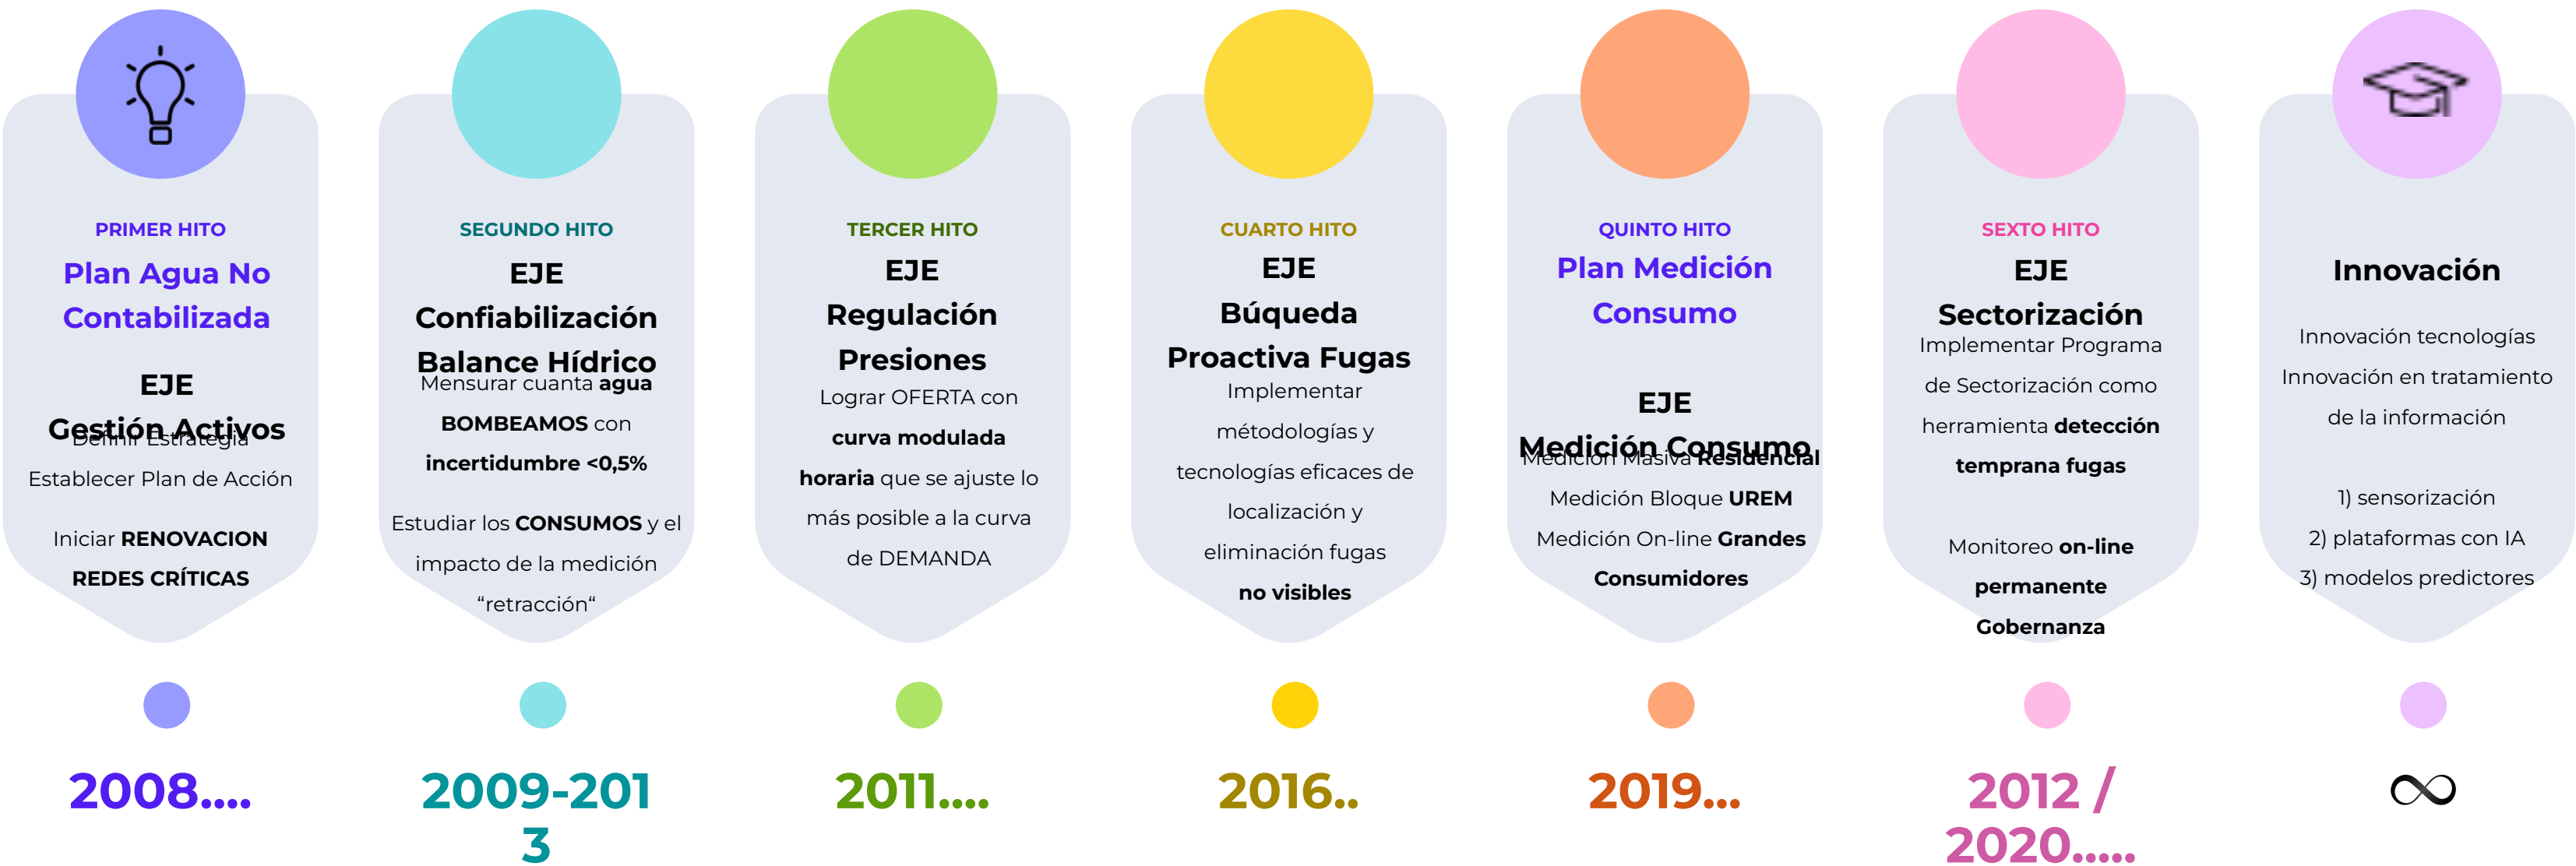 PRIMER HITO
Plan Agua No
Contabilizada
EJE
Gestión Activos
Definir Estrategia
Establecer Plan de Acción
Iniciar RENOVACION
REDES CRÍTICAS
2008....
SEGUNDO HITO
EJE
Confiabilización
Balance Hídrico
Mensurar cuanta agua
BOMBEAMOS con
incertidumbre <0,5%
Estudiar los CONSUMOS y el
impacto de la medición
“retracción“
2009-201
3
TERCER HITO
EJE
Regulación
Presiones
Lograr OFERTA con
curva modulada
horaria que se ajuste lo
más posible a la curva
de DEMANDA
2011....
CUARTO HITO
EJE
Búqueda
Proactiva Fugas
Implementar
métodologías y
tecnologías eficaces de
localización y
eliminación fugas
no visibles
2016..
QUINTO HITO
Plan Medición
Consumo
EJE
Medición Consumo
Medición Masiva Residencial
Medición Bloque UREM
Medición On-line Grandes
Consumidores
2019...
SEXTO HITO
EJE
Sectorización
Implementar Programa
de Sectorización como
herramienta detección
temprana fugas
Monitoreo on-line
permanente
Gobernanza
2012 /
2020.....
Innovación
Innovación tecnologías
Innovación en tratamiento
de la información
1) sensorización
2) plataformas con IA
3) modelos predictores
∞